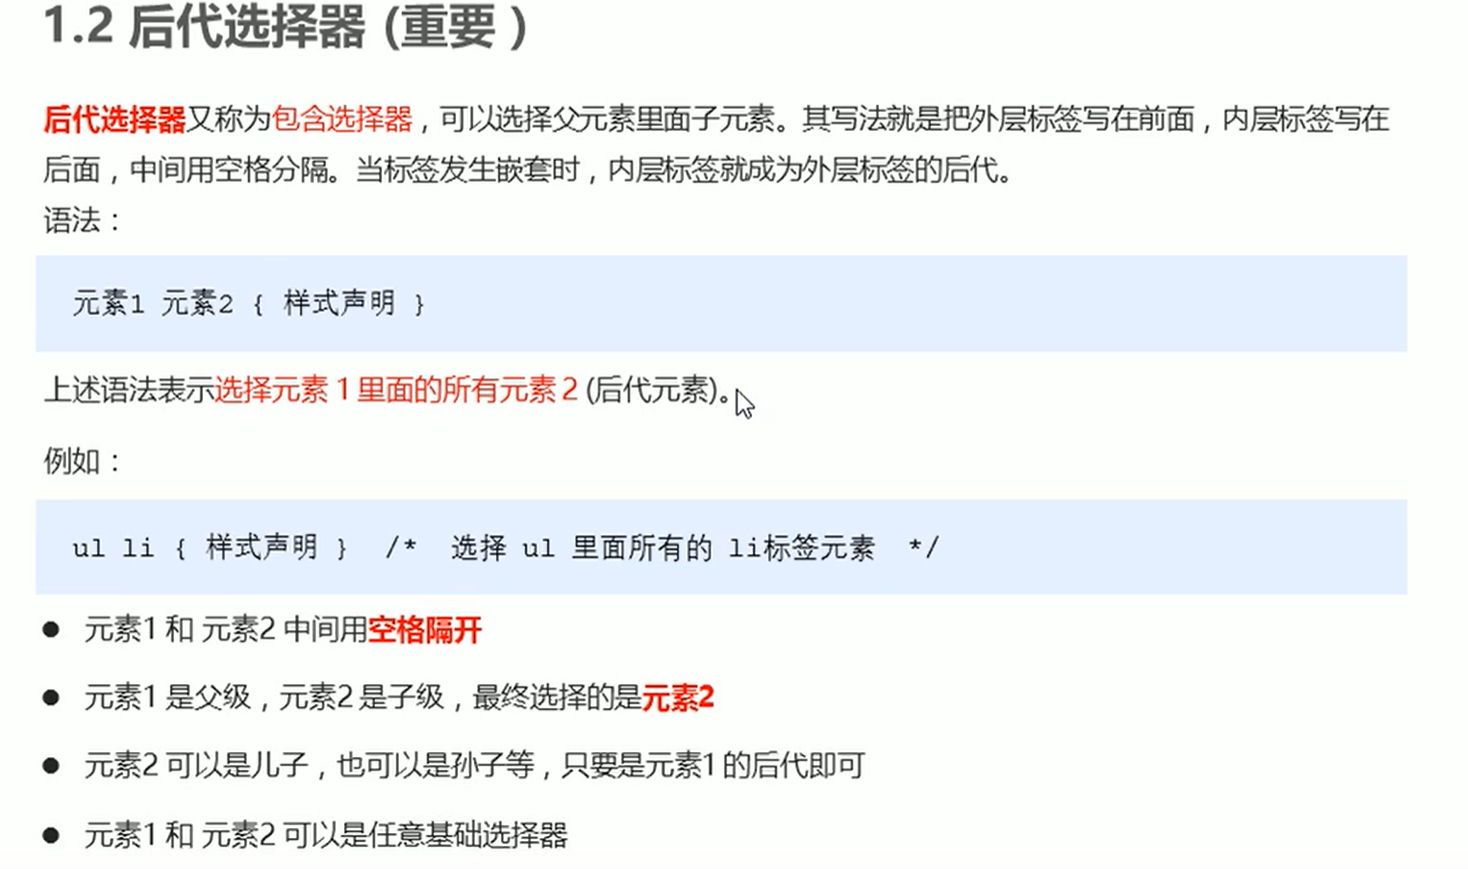 1.2 后代选择器 (重要 )
后代选择器又称为包含选择器，可以选择父元素里面子元素。其写法就是把外层标签写在前面，内层标签写在
后面，中间用空格分隔。当标签发生嵌套时，内层标签就成为外层标签的后代。
语法：
元素1 元素2 { 样式声明 }
上述语法表示选择元素 1 里面的所有元素 2 (后代元素)。
例如：
ul li { 样式声明 } /* 选择 ul 里面所有的 li标签元素 */
● 元素1 和 元素2 中间用空格隔开
● 元素1 是父级，元素2 是子级，最终选择的是元素2
● 元素2 可以是儿子，也可以是孙子等，只要是元素1 的后代即可
● 元素1 和 元素2 可以是任意基础选择器